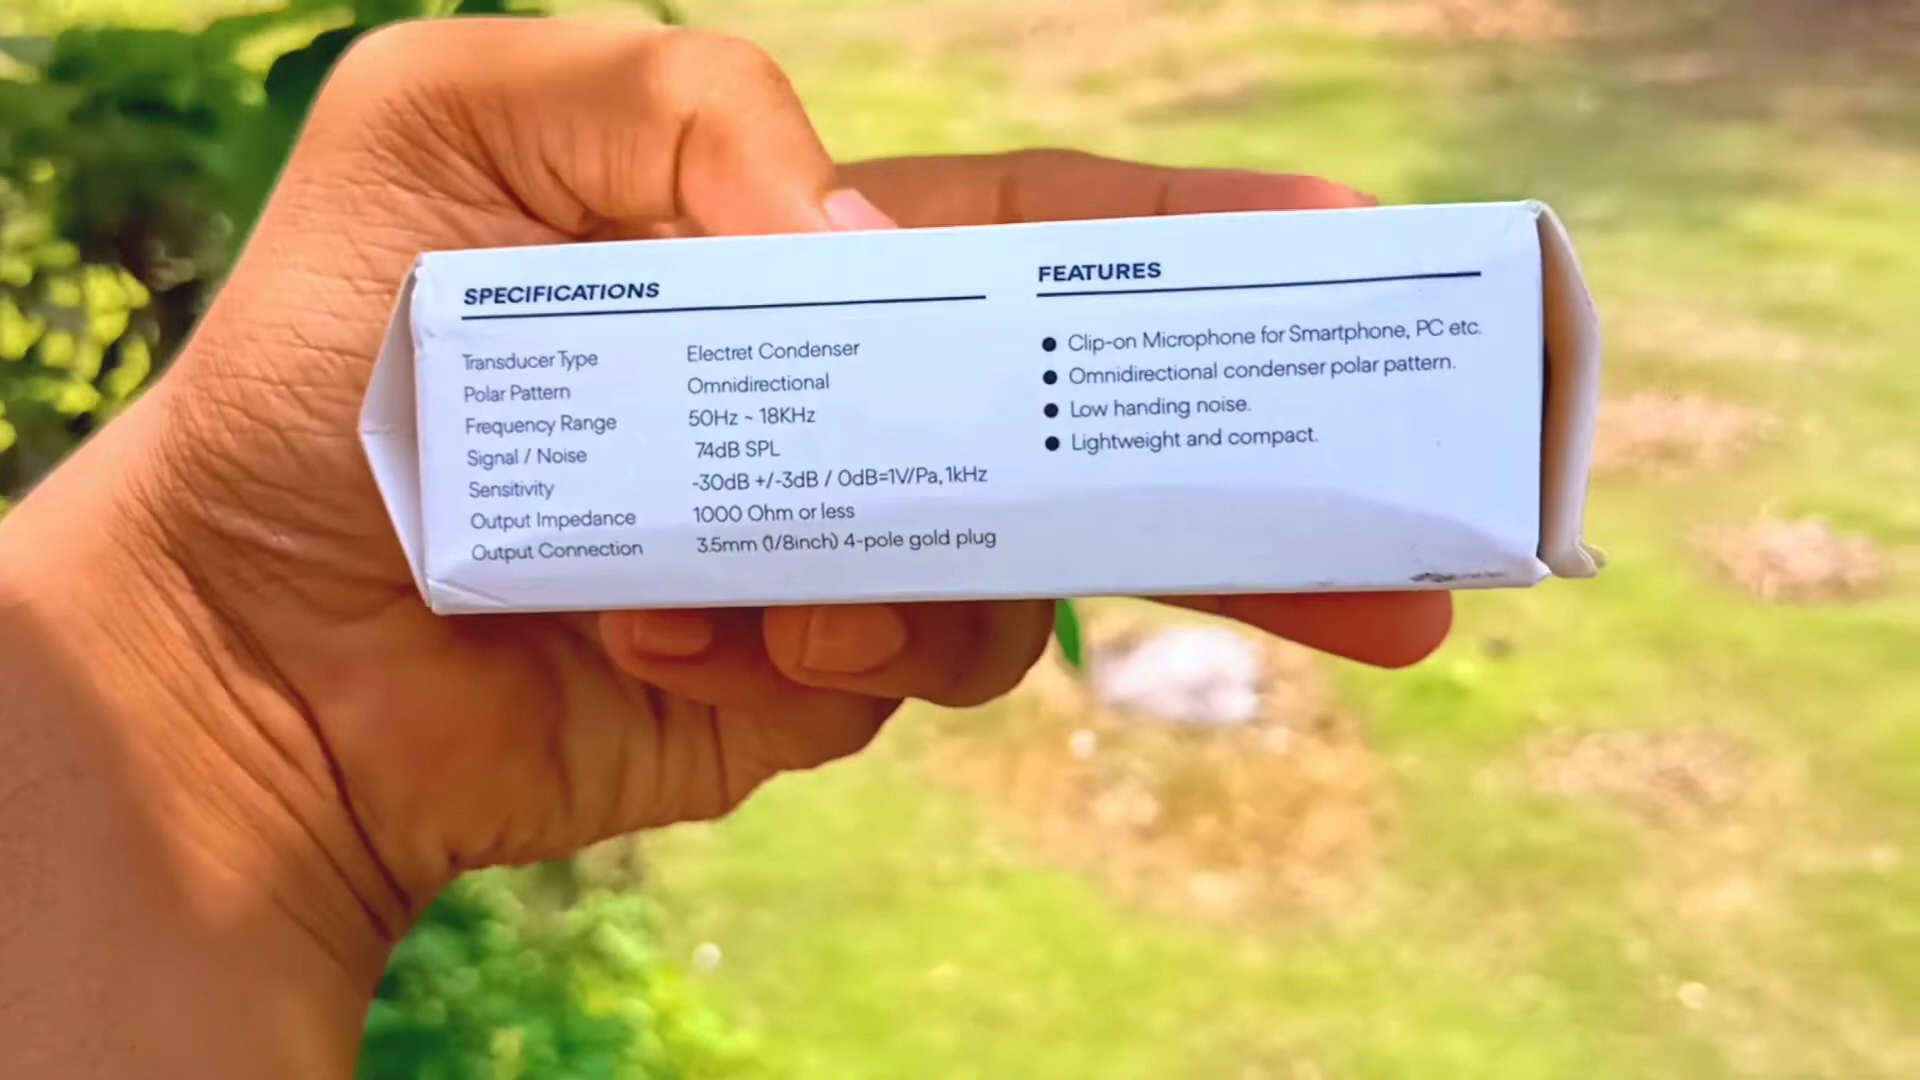 SPECIFICATIONS
Transducer Type Electret Condenser
Polar Pattern Omnidirectional
Frequency Range 50Hz ~ 18KHz
Signal / Noise 74dB SPL
Sensitivity -30dB +/-3dB / 0dB=1V/Pa, 1kHz
Output Impedance 1000 Ohm or less
Output Connection 3.5mm (1/8inch) 4-pole gold plug
FEATURES
● Clip-on Microphone for Smartphone, PC etc.
● Omnidirectional condenser polar pattern.
● Low handing noise.
● Lightweight and compact.